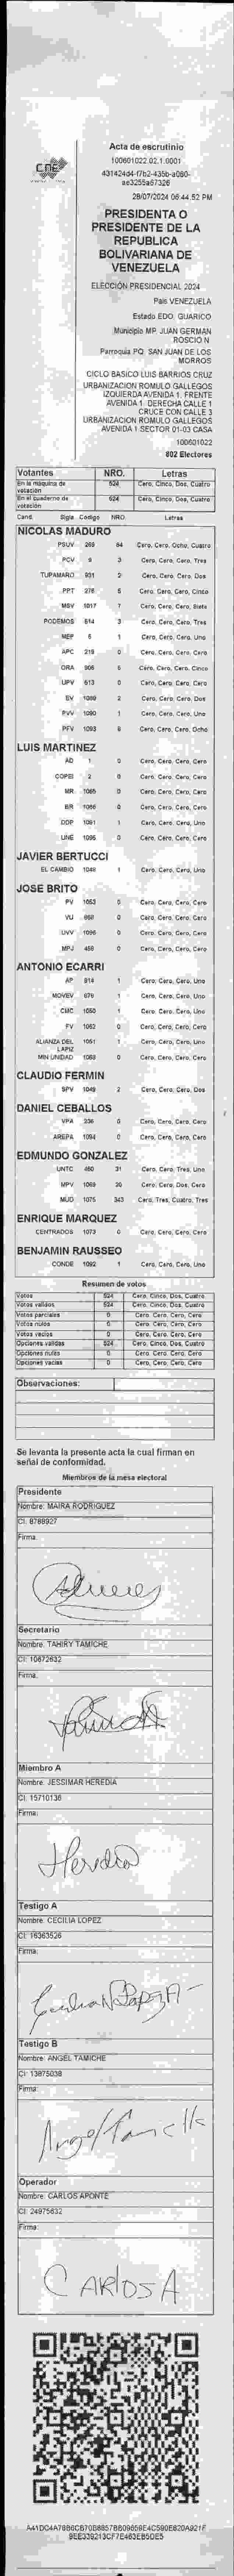 CNE
Acta de escrutinio
100601022.02.1.0001
28/07/2024 06:44:52 PM
PRESIDENTA O
PRESIDENTE DE LA
REPUBLICA
BOLIVARIANA DE
VENEZUELA
ELECCIÓN PRESIDENCIAL 2024
País VENEZUELA
Estado EDO. GUARICO
Municipio MP. JUAN GERMAN
ROSCIO N
Parroquia PQ. SAN JUAN DE LOS
MORROS
CICLO BASICO LUIS BARRIOS CRUZ
URBANIZACION ROMULO GALLEGOS
IZQUIERDA AVENIDA 1. FRENTE
AVENIDA 1. DERECHA CALLE 1
CRUCE CON CALLE 3
URBANIZACION ROMULO GALLEGOS
AVENIDA 1 SECTOR 01-03 CASA
100601022
802 Electores
Votantes NRO. Letras
En la maquina de votación 524 Cero, Cinco, Dos, Cuatro
En el cuaderno de votación 524 Cero, Cinco, Dos, Cuatro
Cand. Sigla Codigo NRO. Letras
NICOLAS MADURO
PSUV 265 84 Cero, Cero, Ocho, Cuatro
PCV 9 3 Cero, Cero, Cero, Tres
TUPAMARO 931 2 Cero, Cero, Cero, Dos
PPT 276 5 Cero, Cero, Cero, Cinco
MSV 1017 7 Cero, Cero, Cero, Siete
PODEMOS 614 3 Cero, Cero, Cero, Tres
MEP 6 1 Cero, Cero, Cero, Uno
APC 219 0 Cero, Cero, Cero, Cero
ORA 906 5 Cero, Cero, Cero, Cinco
UPV 613 0 Cero, Cero, Cero, Cero
EV 1089 2 Cero, Cero, Cero, Dos
PVV 1090 1 Cero, Cero, Cero, Uno
PFV 1093 8 Cero, Cero, Cero, Ocho
LUIS MARTINEZ
AD 1 0 Cero, Cero, Cero, Cero
COPEI 2 0 Cero, Cero, Cero, Cero
MR 1065 0 Cero, Cero, Cero, Cero
BR 1066 0 Cero, Cero, Cero, Cero
DDP 1091 1 Cero, Cero, Cero, Uno
UNE 1095 0 Cero, Cero, Cero, Cero
JAVIER BERTUCCI
EL CAMBIO 1048 1 Cero, Cero, Cero, Uno
JOSE BRITO
PV 1053 0 Cero, Cero, Cero, Cero
VU 669 0 Cero, Cero, Cero, Cero
UVV 1096 0 Cero, Cero, Cero, Cero
MPJ 456 0 Cero, Cero, Cero, Cero
ANTONIO ECARRI
AP 914 1 Cero, Cero, Cero, Uno
MOVEV 676 1 Cero, Cero, Cero, Uno
CMC 1050 1 Cero, Cero, Cero, Uno
FV 1052 0 Cero, Cero, Cero, Cero
ALIANZA DEL LAPIZ 1051 1 Cero, Cero, Cero, Uno
MIN UNIDAD 1088 0 Cero, Cero, Cero, Cero
CLAUDIO FERMIN
SPV 1049 2 Cero, Cero, Cero, Dos
DANIEL CEBALLOS
VPA 236 0 Cero, Cero, Cero, Cero
AREPA 1094 0 Cero, Cero, Cero, Cero
EDMUNDO GONZALEZ
UNTC 460 31 Cero, Cero, Tres, Uno
MPV 1069 20 Cero, Cero, Dos, Cero
MUD 1075 343 Cero, Tres, Cuatro, Tres
ENRIQUE MARQUEZ
CENTRADOS 1073 0 Cero, Cero, Cero, Cero
BENJAMIN RAUSSEO
CONDE 1092 1 Cero, Cero, Cero, Uno
Resumen de votos
Votos 524 Cero, Cinco, Dos, Cuatro
Votos validos 524 Cero, Cinco, Dos, Cuatro
Votos parciales 0 Cero, Cero, Cero, Cero
Votos nulos 0 Cero, Cero, Cero, Cero
Votos vacios 0 Cero, Cero, Cero, Cero
Opciones validas 524 Cero, Cinco, Dos, Cuatro
Opciones nulas 0 Cero, Cero, Cero, Cero
Opciones vacias 0 Cero, Cero, Cero, Cero
Observaciones:
Se levanta la presente acta la cual firman en
señal de conformidad.
Miembros de la mesa electoral
Presidente
Nombre: MAIRA RODRIGUEZ
CI: 8788927
Firma:
Secretario
Nombre: TAHIRY TAMICHE
CI: 10672632
Firma:
Miembro A
Nombre: JESSIMAR HEREDIA
CI: 15710136
Firma:
Heredia
Testigo A
Nombre: CECILIA LOPEZ
CI: 16363526
Firma:
Testigo B
Nombre: ANGEL TAMICHE
CI: 13875038
Firma:
Angel Tamiche
Operador
Nombre: CARLOS APONTE
CI: 24975632
Firma:
CARlOS A